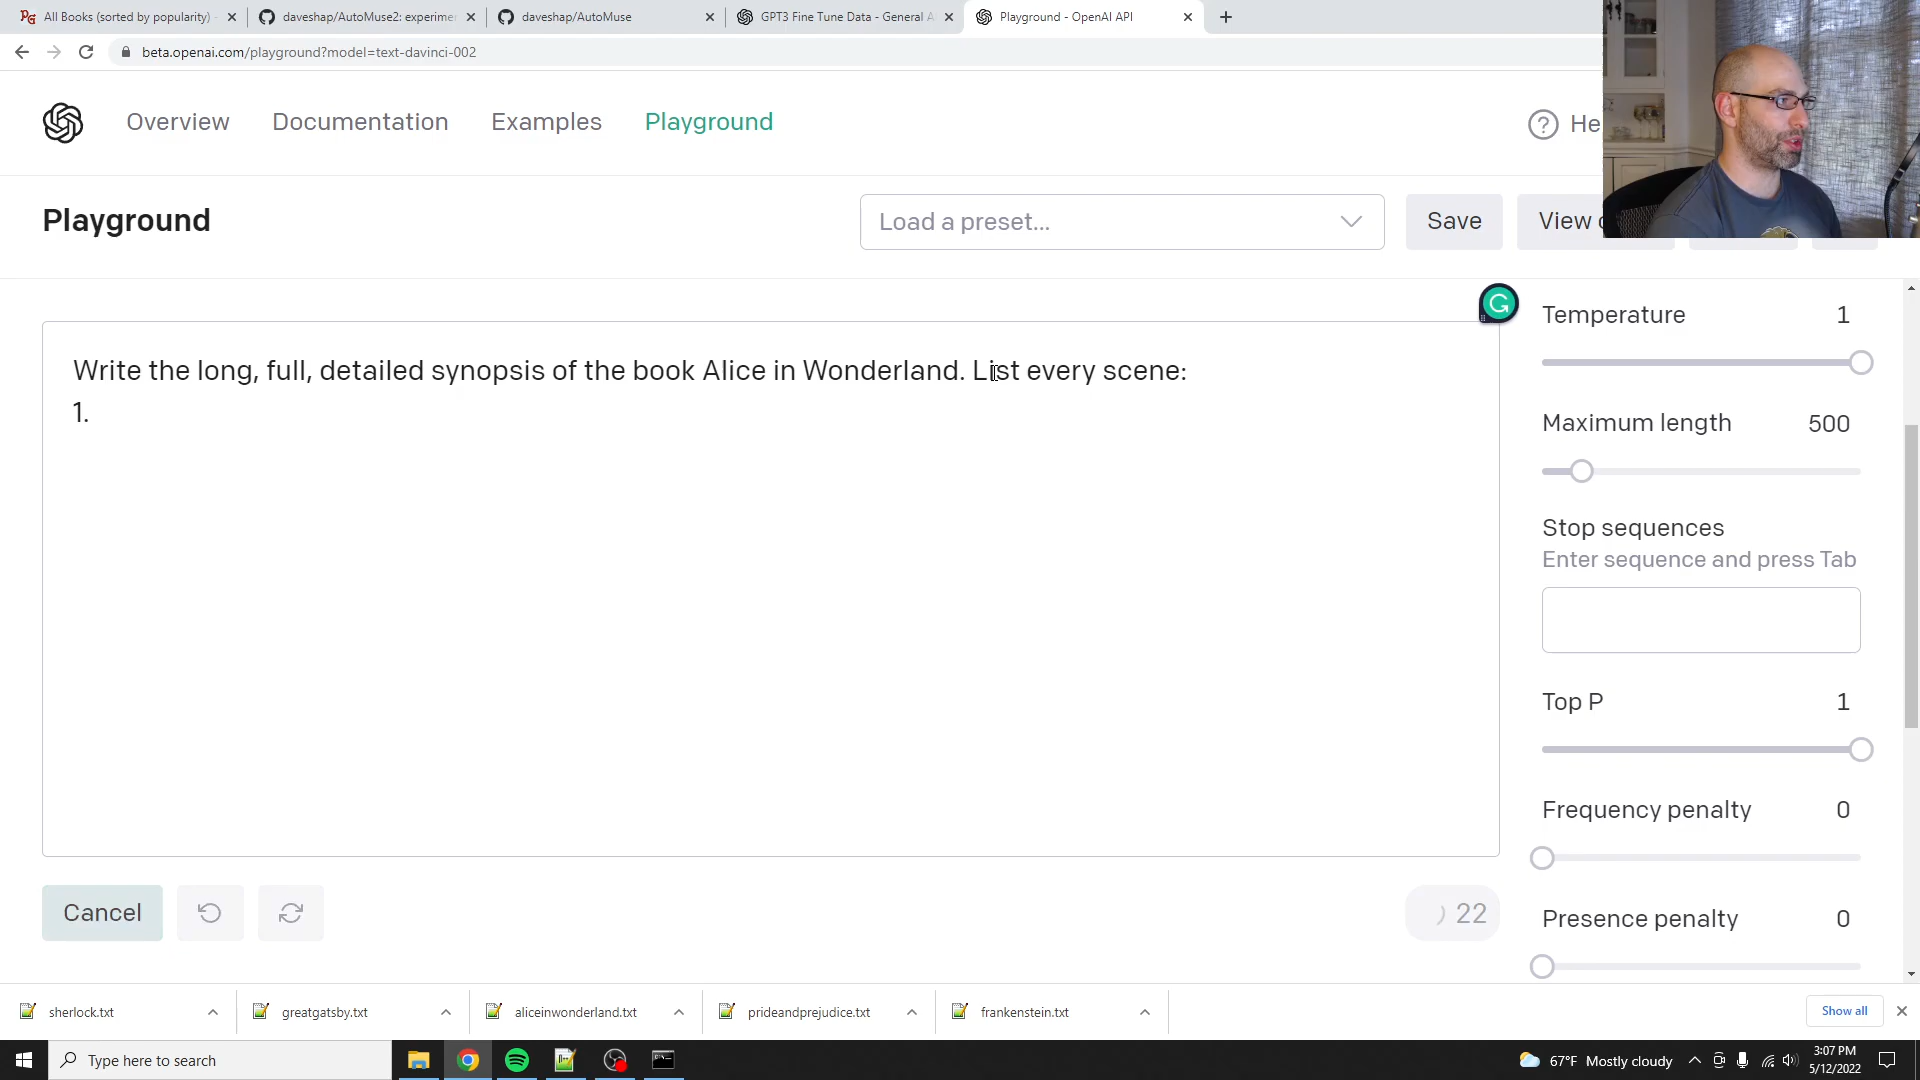 All Books (sorted by popularity)
daveshap/AutoMuse2: experimen
daveshap/AutoMuse
GPT3 Fine Tune Data - General A
Playground - OpenAI API
beta.openai.com/playground?model=text-davinci-002
Overview
Documentation
Examples
Playground
He
Playground
Load a preset...
Save
View
Temperature
1
Write the long, full, detailed synopsis of the book Alice in Wonderland. List every scene:
1.
Maximum length
500
Stop sequences
Enter sequence and press Tab
Top P
1
Frequency penalty
0
Cancel
22
Presence penalty
0
sherlock.txt
greatgatsby.txt
aliceinwonderland.txt
prideandprejudice.txt
frankenstein.txt
Show all
Type here to search
67°F Mostly cloudy
3:07 PM
5/12/2022